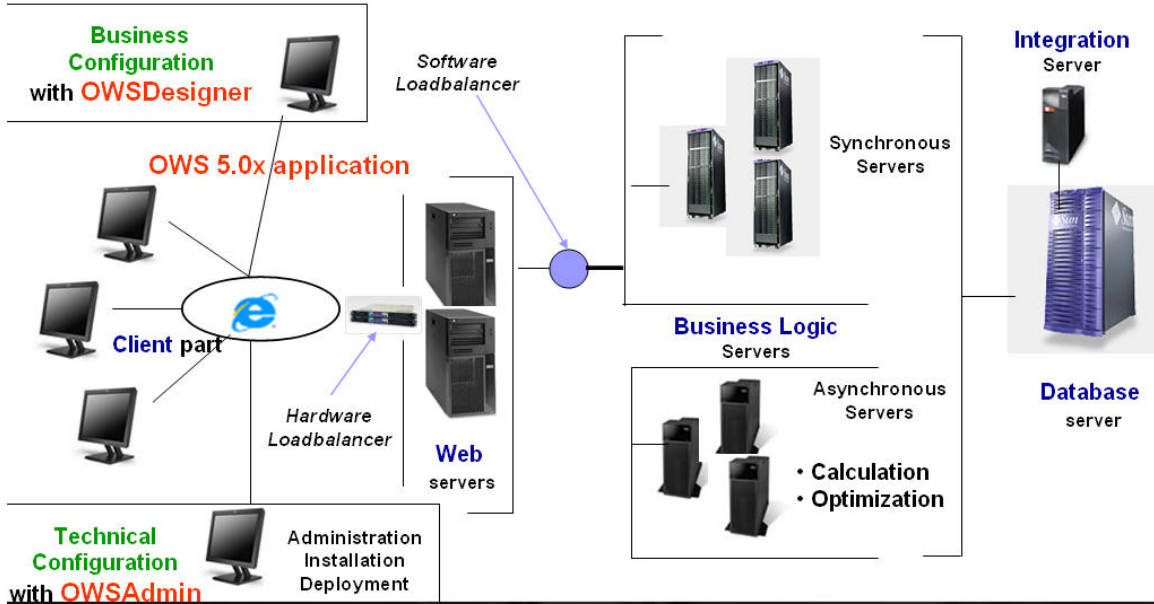 Business
Configuration
with OWSDesigner
OWS 5.0x application
Client part
Hardware
Loadbalancer
Web
servers
Technical
Configuration
with OWSAdmin
Administration
Installation
Deployment
Software
Loadbalancer
Synchronous
Servers
Business Logic
Servers
Asynchronous
Servers
• Calculation
• Optimization
Integration
Server
Sun
Database
server